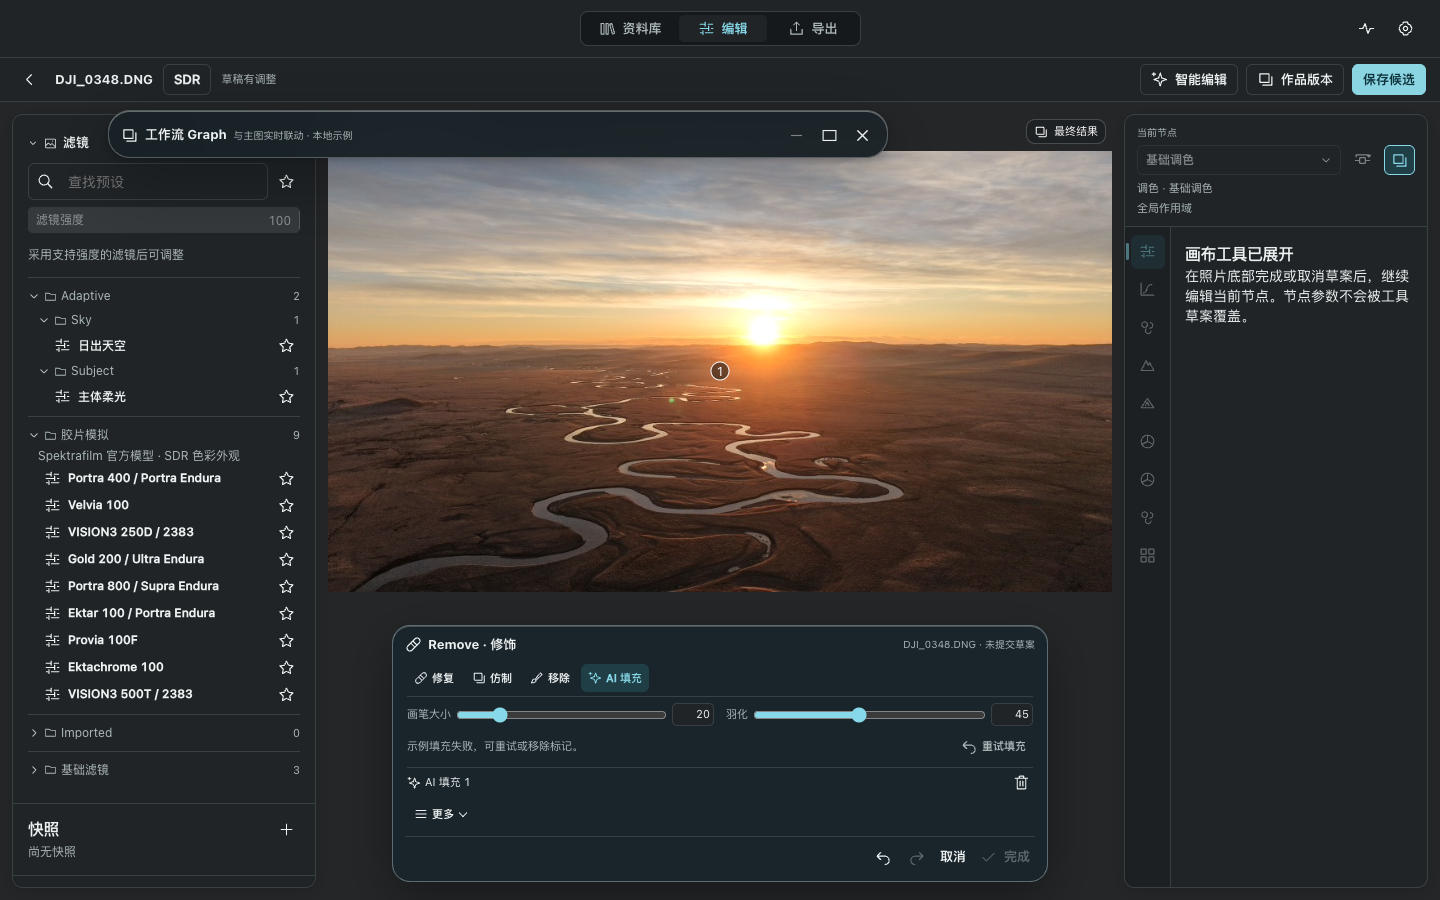 资料库
编辑
导出
DJI_0348.DNG
SDR
草稿有调整
智能编辑
作品版本
保存候选
滤镜
工作流 Graph
与主图实时联动 · 本地示例
最终结果
查找预设
滤镜强度
100
采用支持强度的滤镜后可调整
Adaptive
2
Sky
1
日出天空
Subject
1
主体柔光
胶片模拟
9
Spektrafilm 官方模型 · SDR 色彩外观
Portra 400 / Portra Endura
Velvia 100
VISION3 250D / 2383
Gold 200 / Ultra Endura
Portra 800 / Supra Endura
Ektar 100 / Portra Endura
Provia 100F
Ektachrome 100
VISION3 500T / 2383
Imported
0
基础滤镜
3
快照
尚无快照
1
Remove · 修饰
DJI_0348.DNG · 未提交草案
修复
仿制
移除
AI 填充
画笔大小
20
羽化
45
示例填充失败，可重试或移除标记。
重试填充
AI 填充 1
更多
取消
完成
当前节点
基础调色
调色 · 基础调色
全局作用域
画布工具已展开
在照片底部完成或取消草案后，继续
编辑当前节点。节点参数不会被工具
草案覆盖。